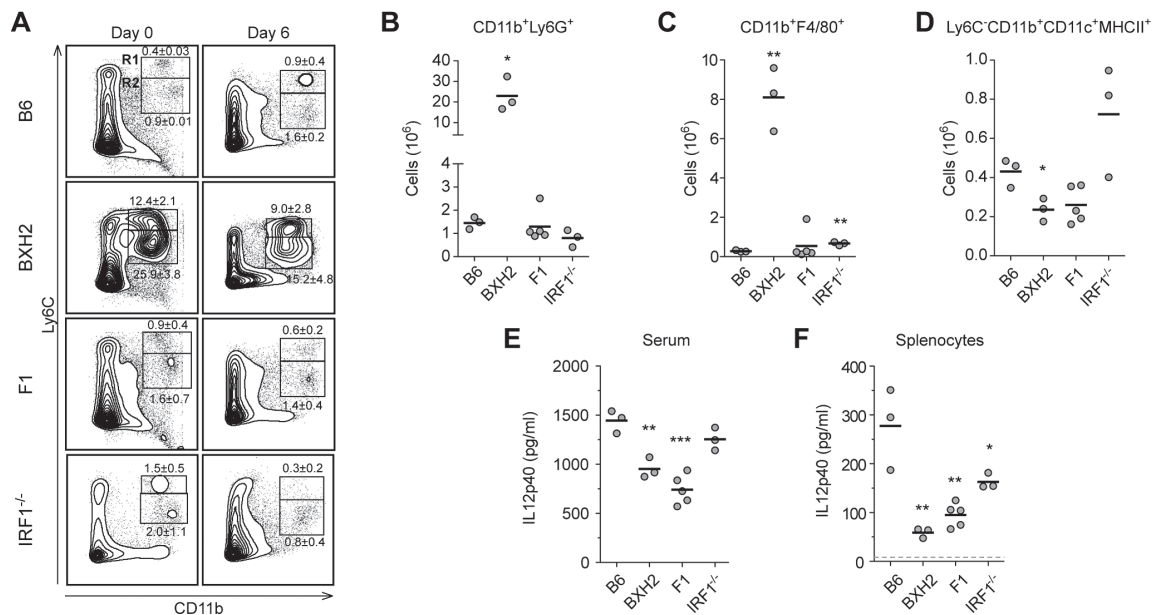 A
Day 0
Day 6
R1
0.4±0.03
R2
0.9±0.01
0.9±0.4
1.6±0.2
B6
12.4±2.1
25.9±3.8
9.0±2.8
15.2±4.8
BXH2
0.9±0.4
1.6±0.7
0.6±0.2
1.4±0.4
F1
1.5±0.5
2.0±1.1
0.3±0.2
0.8±0.4
IRF1⁻/⁻
Ly6C
CD11b
B
CD11b⁺Ly6G⁺
*
Cells (10⁶)
40
30
20
10
4
2
1
0
B6
BXH2
F1
IRF1⁻/⁻
C
CD11b⁺F4/80⁺
**
**
Cells (10⁶)
10
8
6
4
2
0
B6
BXH2
F1
IRF1⁻/⁻
D
Ly6C⁻CD11b⁺CD11c⁺MHCII⁺
*
Cells (10⁶)
1.0
0.8
0.6
0.4
0.2
0.0
B6
BXH2
F1
IRF1⁻/⁻
E
Serum
** ***
IL12p40 (pg/ml)
2000
1500
1000
500
0
B6
BXH2
F1
IRF1⁻/⁻
F
Splenocytes
** ** *
IL12p40 (pg/ml)
400
300
200
100
0
B6
BXH2
F1
IRF1⁻/⁻